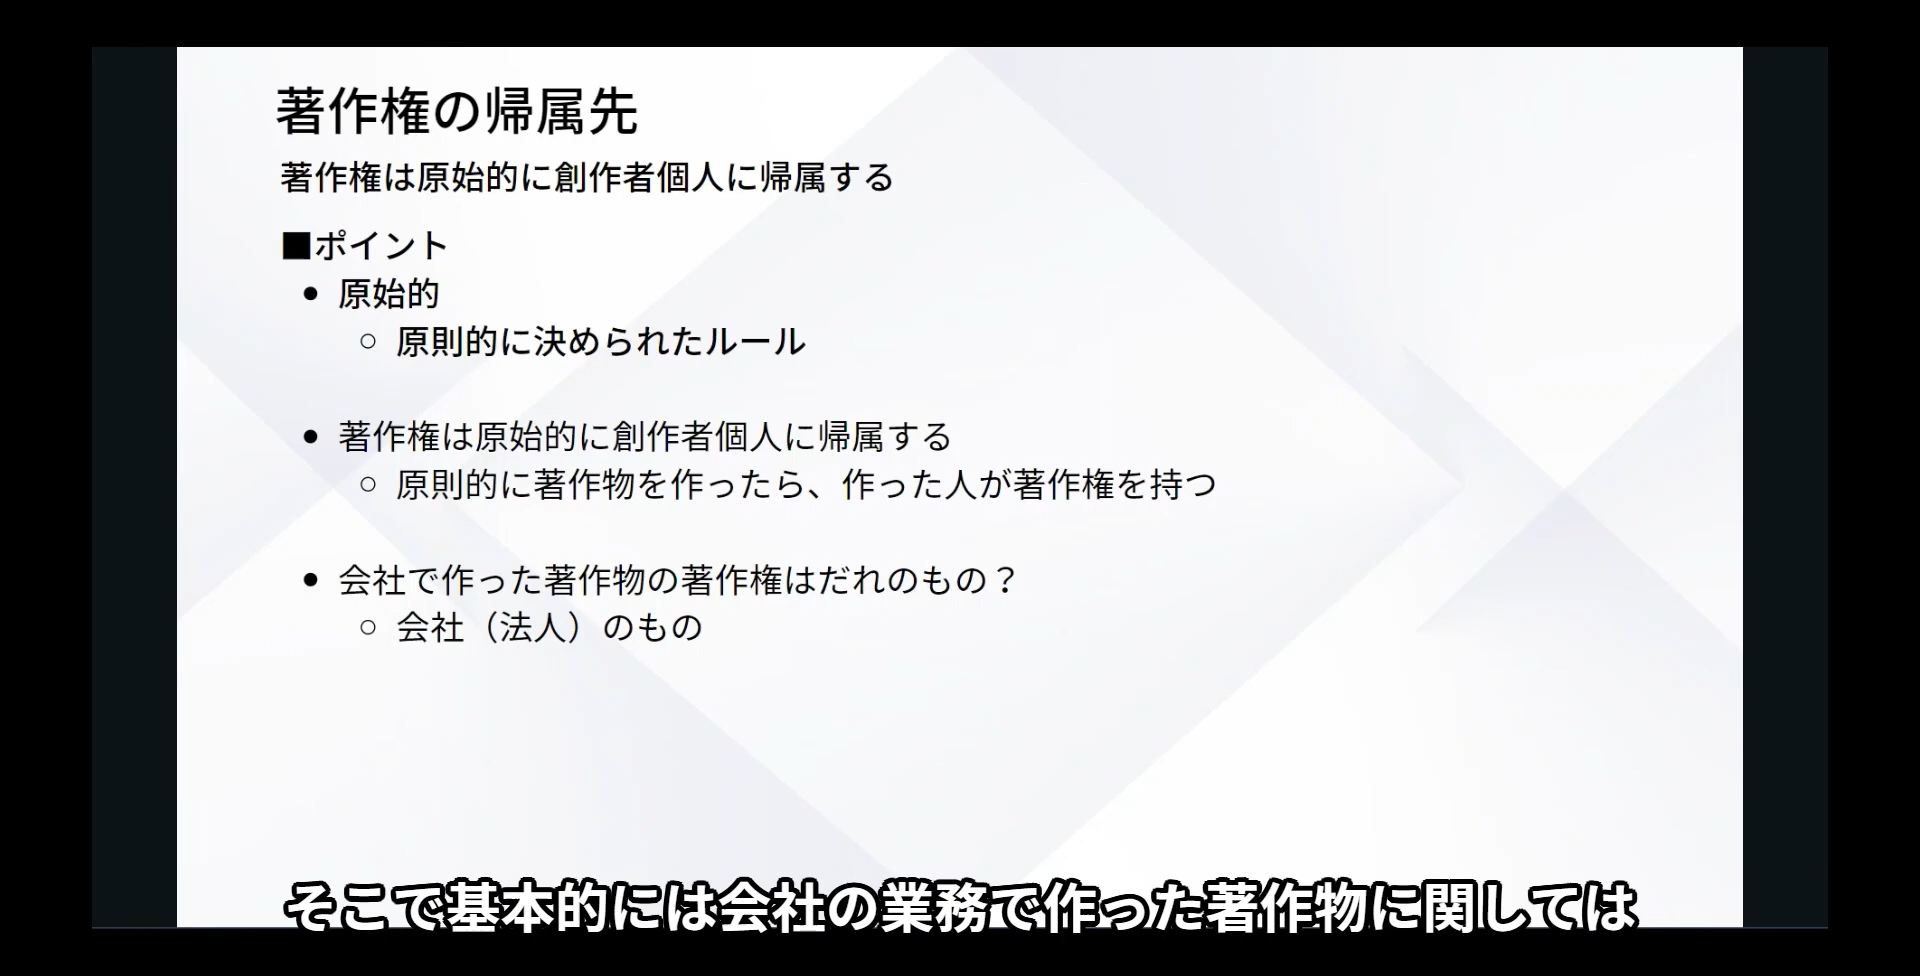 著作権の帰属先
著作権は原始的に創作者個人に帰属する
■ポイント
● 原始的
○ 原則的に決められたルール
● 著作権は原始的に創作者個人に帰属する
○ 原則的に著作物を作ったら、作った人が著作権を持つ
● 会社で作った著作物の著作権はだれのもの？
○ 会社（法人）のもの
そこで基本的には会社の業務で作った著作物に関しては